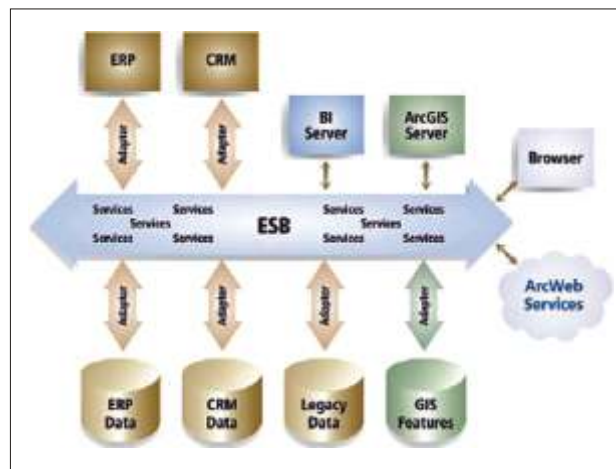 ERP
CRM
Adapter
Adapter
BI
Server
ArcGIS
Server
Browser
Services
Services
Services
Services
Services
ESB
Services
Services
Services
Services
Services
ArcWeb
Services
Adapter
Adapter
Adapter
Adapter
ERP
Data
CRM
Data
Legacy
Data
GIS
Features